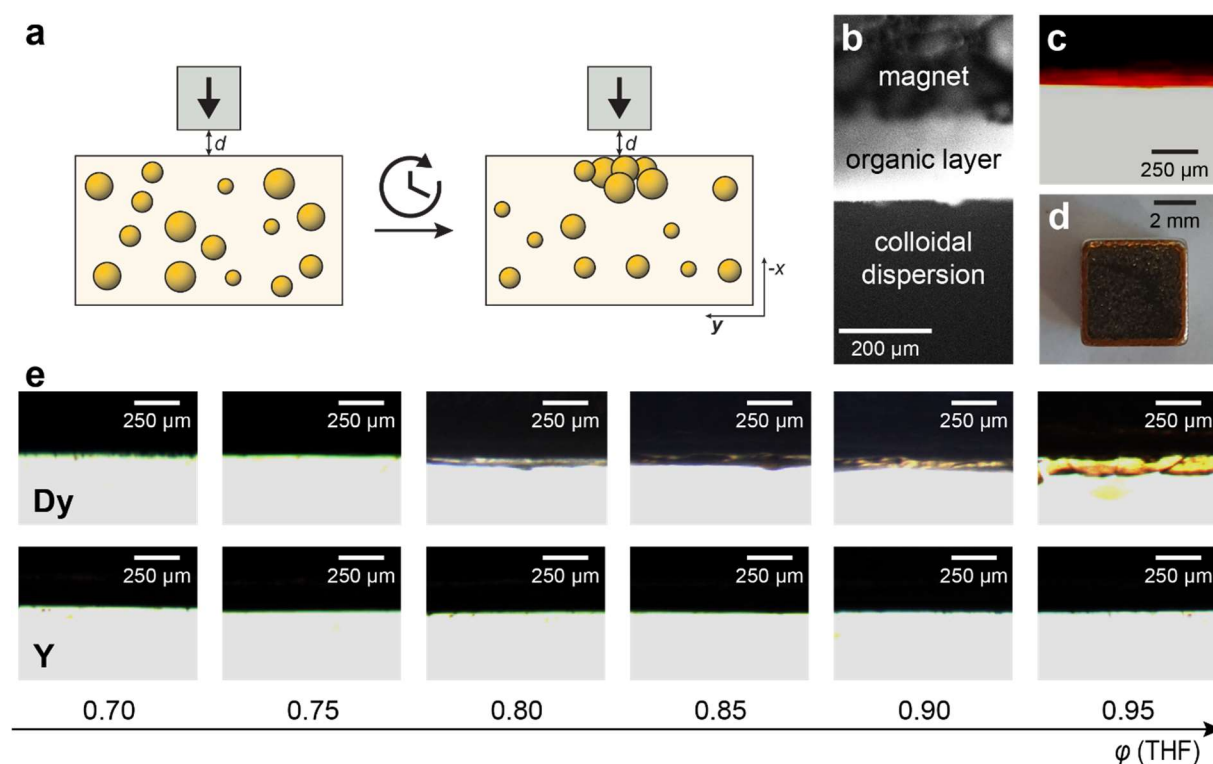 a
d
d
-x
y
b
magnet
organic layer
colloidal
dispersion
200 µm
c
250 µm
d
2 mm
e
250 µm
250 µm
250 µm
250 µm
250 µm
250 µm
Dy
250 µm
250 µm
250 µm
250 µm
250 µm
250 µm
Y
0.70 0.75 0.80 0.85 0.90 0.95
φ (THF)